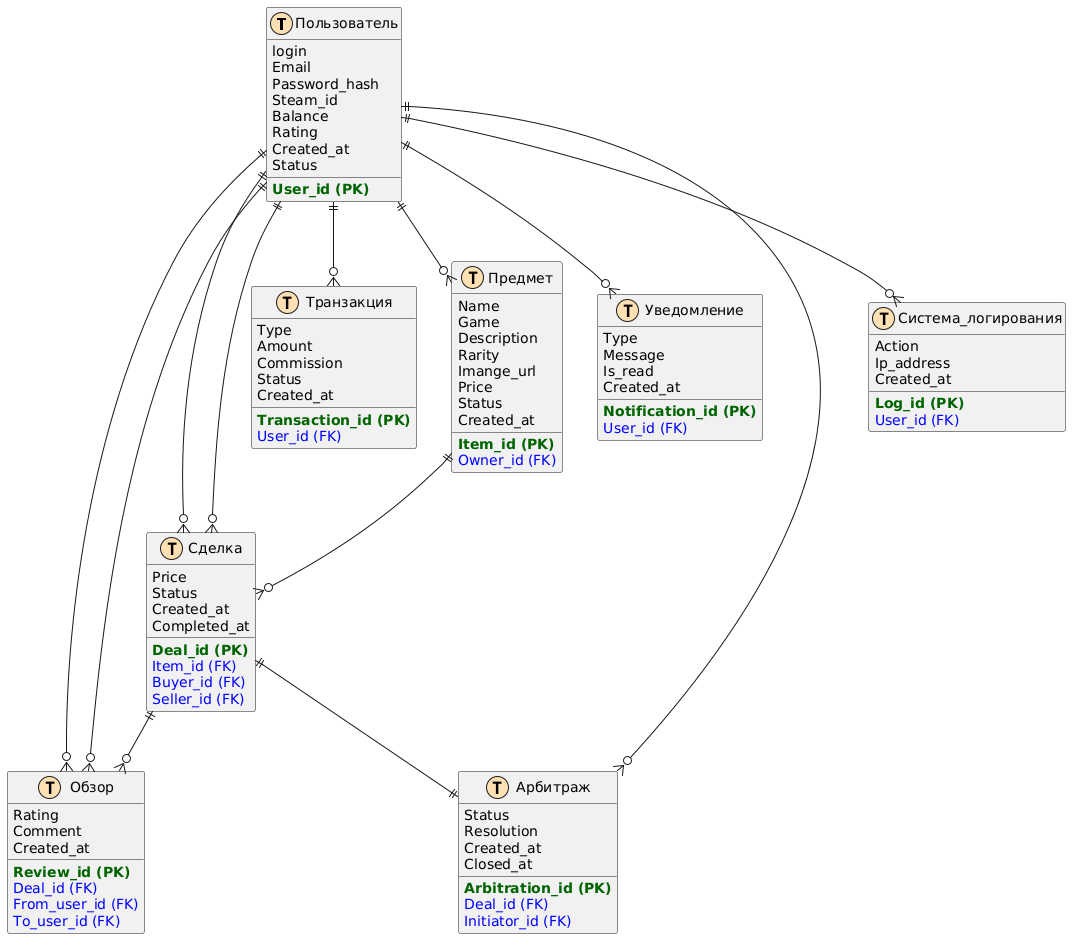 T Пользователь
login
Email
Password_hash
Steam_id
Balance
Rating
Created_at
Status
User_id (PK)
T Транзакция
Type
Amount
Commission
Status
Created_at
Transaction_id (PK)
User_id (FK)
T Предмет
Name
Game
Description
Rarity
Imange_url
Price
Status
Created_at
Item_id (PK)
Owner_id (FK)
T Уведомление
Type
Message
Is_read
Created_at
Notification_id (PK)
User_id (FK)
T Система_логирования
Action
Ip_address
Created_at
Log_id (PK)
User_id (FK)
T Сделка
Price
Status
Created_at
Completed_at
Deal_id (PK)
Item_id (FK)
Buyer_id (FK)
Seller_id (FK)
T Обзор
Rating
Comment
Created_at
Review_id (PK)
Deal_id (FK)
From_user_id (FK)
To_user_id (FK)
T Арбитраж
Status
Resolution
Created_at
Closed_at
Arbitration_id (PK)
Deal_id (FK)
Initiator_id (FK)